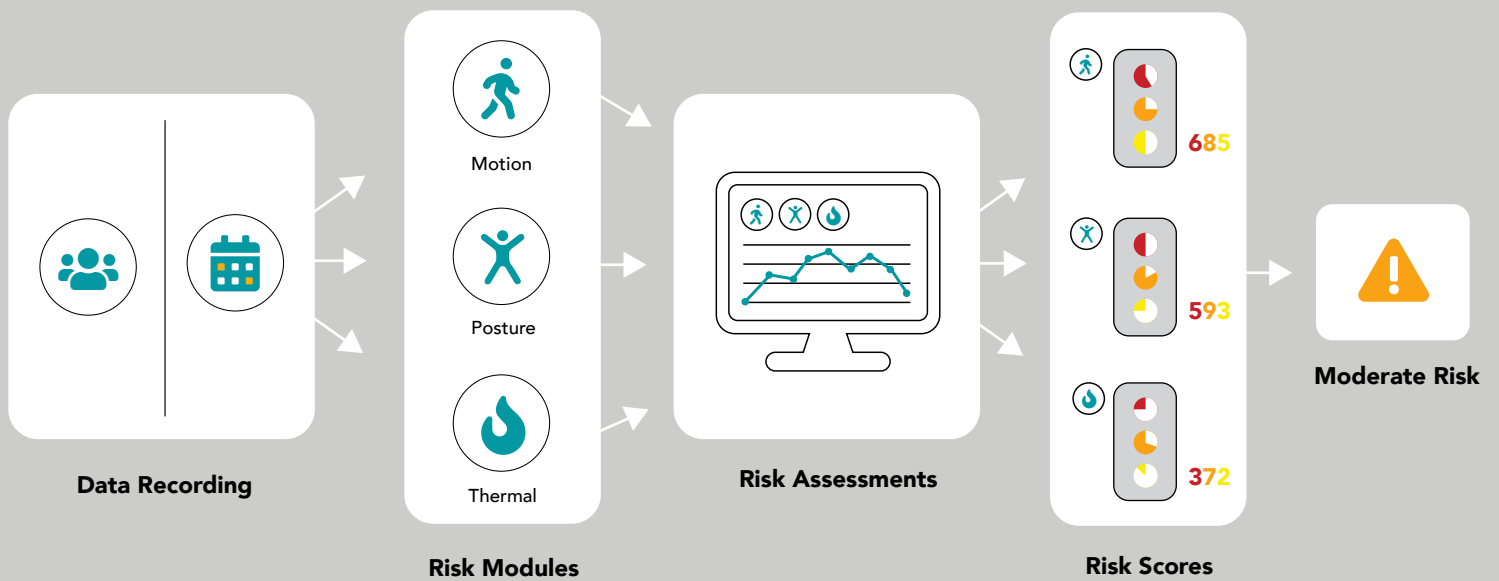 Data Recording
Motion
Posture
Thermal
Risk Modules
Risk Assessments
685
593
372
Risk Scores
Moderate Risk